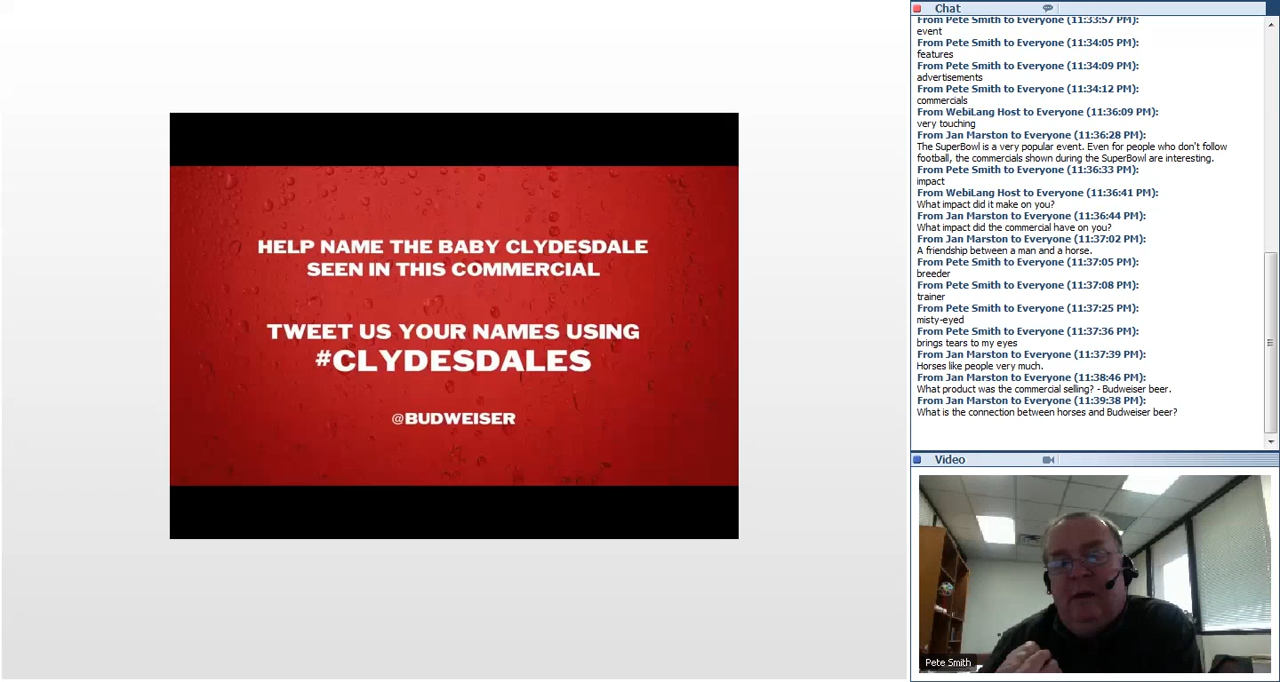 HELP NAME THE BABY CLYDESDALE
SEEN IN THIS COMMERCIAL
TWEET US YOUR NAMES USING
#CLYDESDALES
@BUDWEISER
Chat
From Pete Smith to Everyone (11:33:57 PM):
event
From Pete Smith to Everyone (11:34:05 PM):
features
From Pete Smith to Everyone (11:34:09 PM):
advertisements
From Pete Smith to Everyone (11:34:12 PM):
commercials
From WebiLang Host to Everyone (11:36:09 PM):
very touching
From Jan Marston to Everyone (11:36:28 PM):
The SuperBowl is a very popular event. Even for people who don't follow
football, the commercials shown during the SuperBowl are interesting.
From Pete Smith to Everyone (11:36:33 PM):
impact
From WebiLang Host to Everyone (11:36:41 PM):
What impact did it make on you?
From Jan Marston to Everyone (11:36:44 PM):
What impact did the commercial have on you?
From Jan Marston to Everyone (11:37:02 PM):
A friendship between a man and a horse.
From Pete Smith to Everyone (11:37:05 PM):
breeder
From Pete Smith to Everyone (11:37:08 PM):
trainer
From Pete Smith to Everyone (11:37:25 PM):
misty-eyed
From Pete Smith to Everyone (11:37:36 PM):
brings tears to my eyes
From Jan Marston to Everyone (11:37:39 PM):
Horses like people very much.
From Jan Marston to Everyone (11:38:46 PM):
What product was the commercial selling? - Budweiser beer.
From Jan Marston to Everyone (11:39:38 PM):
What is the connection between horses and Budweiser beer?
Video
Pete Smith